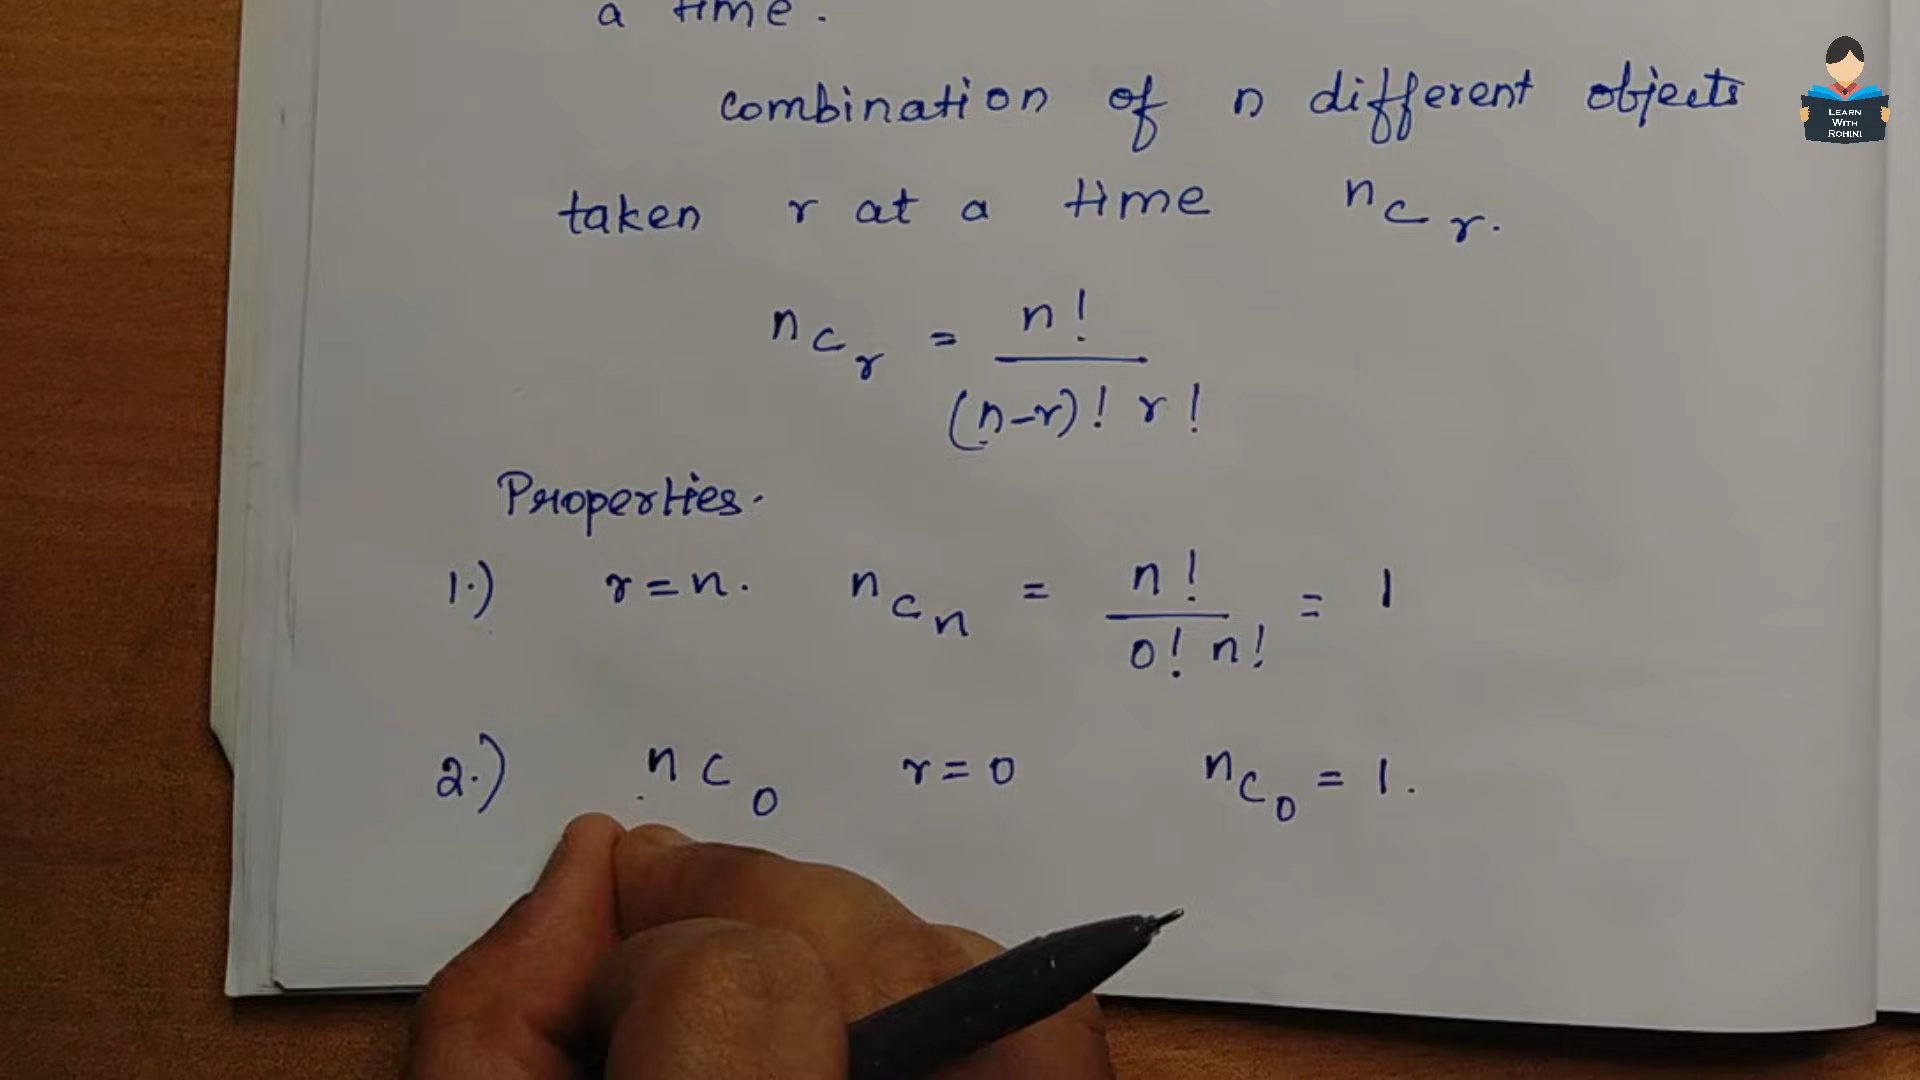 a time.
combination of n different objects
taken r at a time nCr.
nCr = n! / (n-r)! r!
Properties.
1.) r = n. nCn = n! / 0! n! = 1
2.) nC0 r = 0 nC0 = 1.
LEARN
WITH
ROHINI